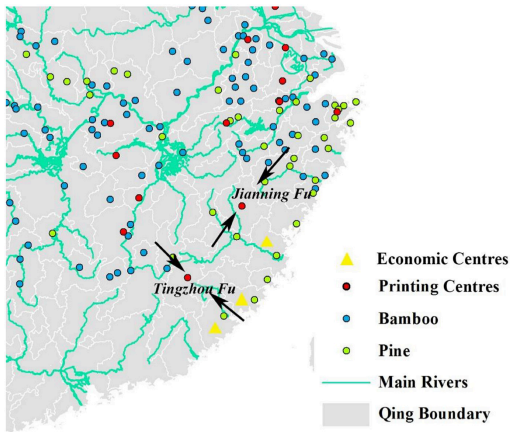 Jianning Fu
Tingzhou Fu
Economic Centres
Printing Centres
Bamboo
Pine
Main Rivers
Qing Boundary